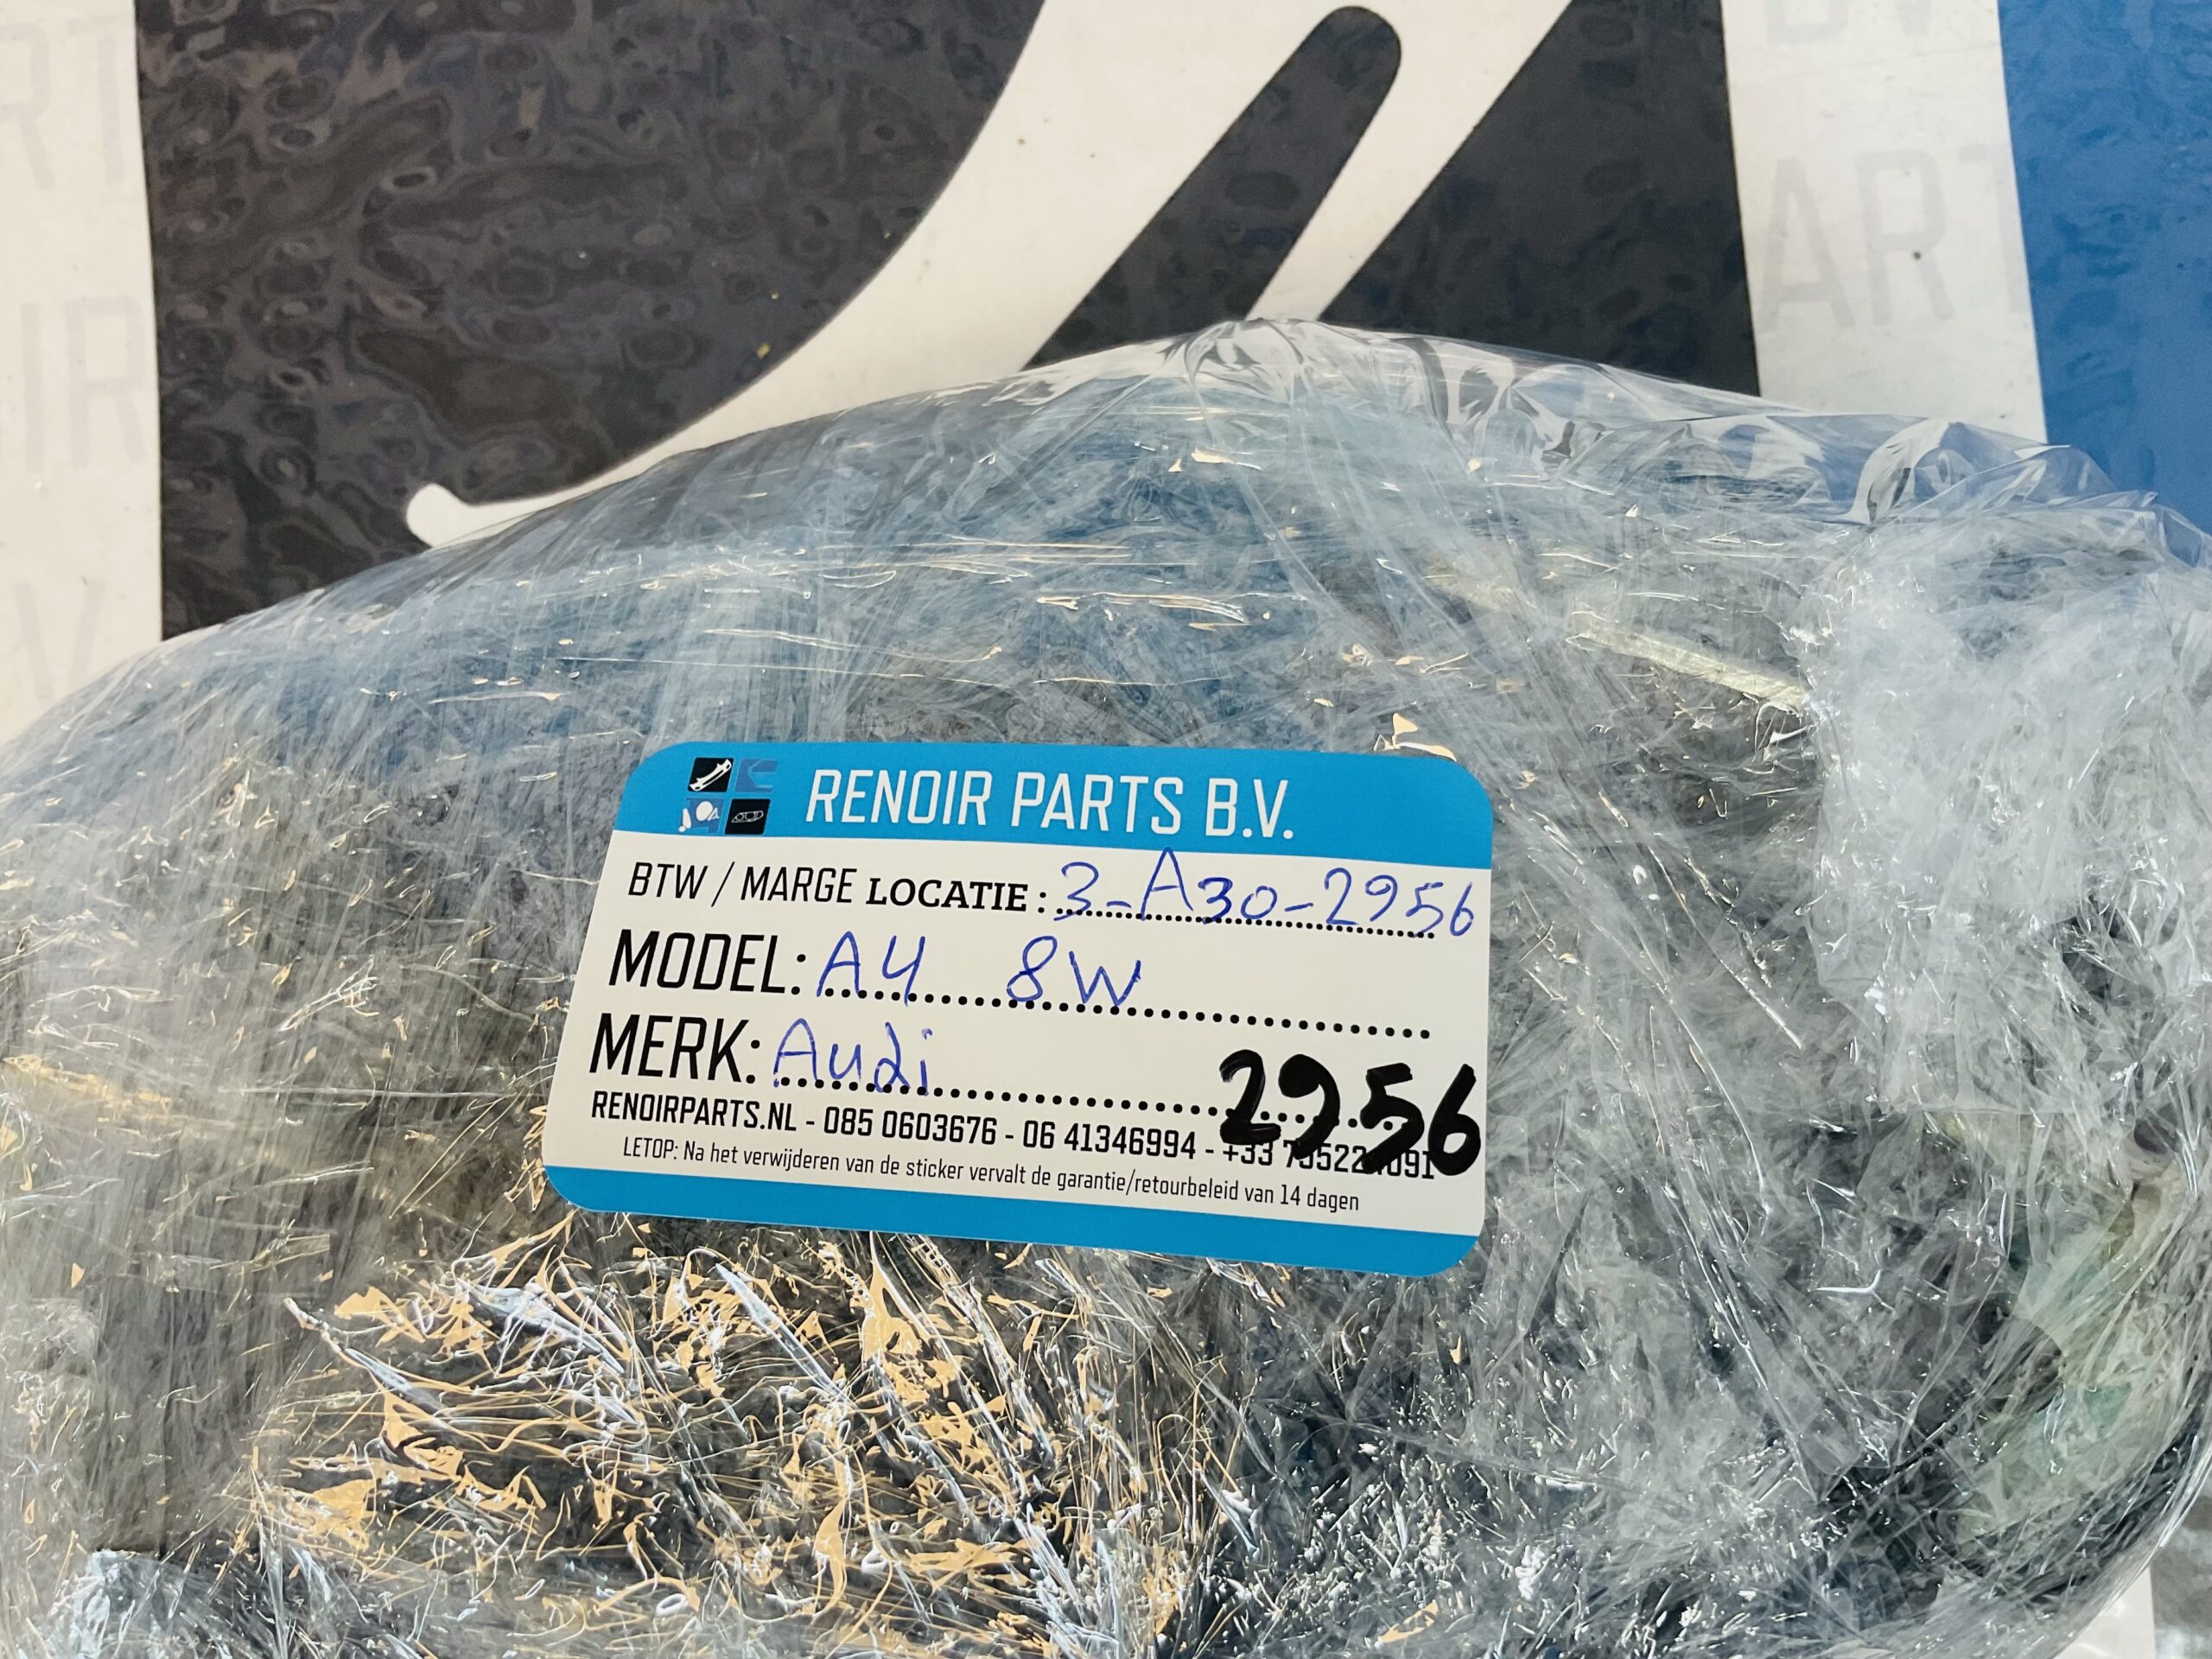 RENOIR PARTS B.V.
BTW / MARGE LOCATIE : 3-A30-2956
MODEL: A4 8W
MERK: Audi
2956
RENOIRPARTS.NL - 085 0603676 - 06 41346994 - +33
LETOP: Na het verwijderen van de sticker vervalt de garantie/retourbeleid van 14 dagen